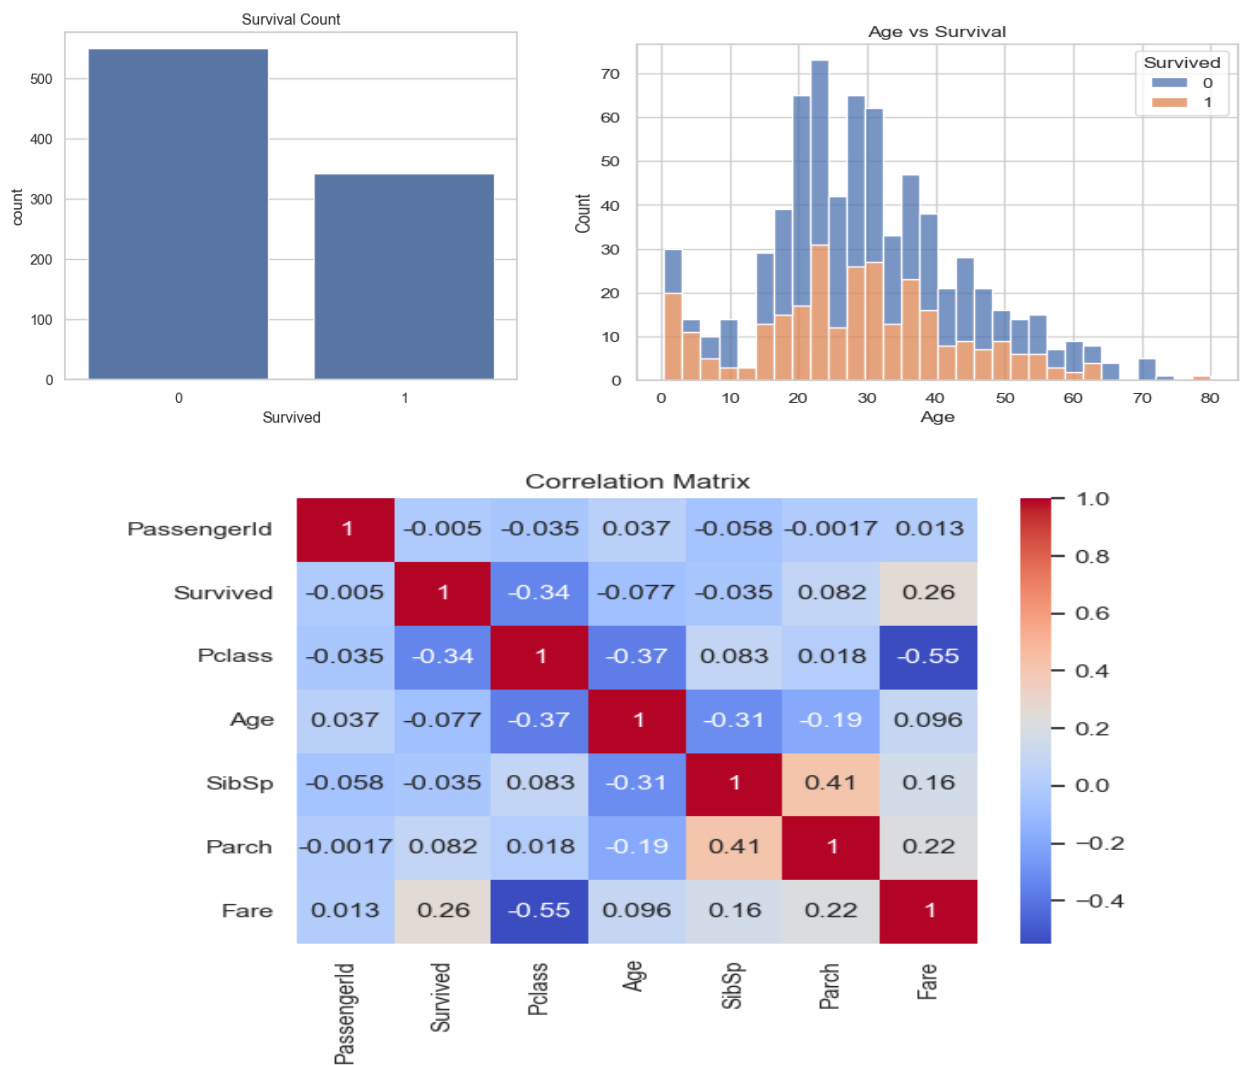 Survival Count
500
400
300
200
100
0
count
0 1
Survived
Age vs Survival
Survived
0
1
70
60
50
40
30
20
10
0
Count
0 10 20 30 40 50 60 70 80
Age
Correlation Matrix
PassengerId 1 -0.005 -0.035 0.037 -0.058 -0.0017 0.013
Survived -0.005 1 -0.34 -0.077 -0.035 0.082 0.26
Pclass -0.035 -0.34 1 -0.37 0.083 0.018 -0.55
Age 0.037 -0.077 -0.37 1 -0.31 -0.19 0.096
SibSp -0.058 -0.035 0.083 -0.31 1 0.41 0.16
Parch -0.0017 0.082 0.018 -0.19 0.41 1 0.22
Fare 0.013 0.26 -0.55 0.096 0.16 0.22 1
PassengerId Survived Pclass Age SibSp Parch Fare
1.0
0.8
0.6
0.4
0.2
0.0
−0.2
−0.4